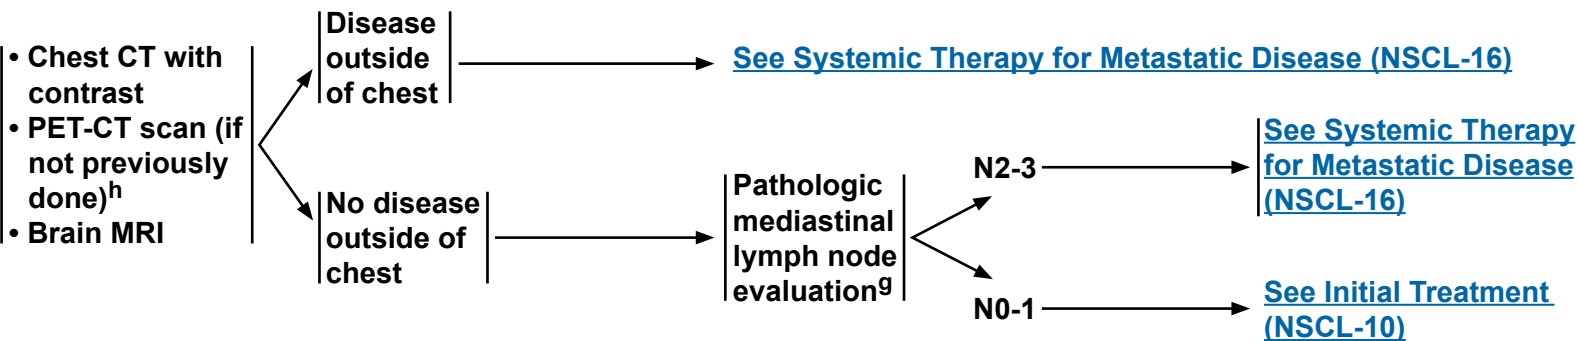 • Chest CT with
contrast
• PET-CT scan (if
not previously
done)h
• Brain MRI
Disease
outside
of chest
See Systemic Therapy for Metastatic Disease (NSCL-16)
No disease
outside of
chest
Pathologic
mediastinal
lymph node
evaluationg
N2-3
See Systemic Therapy
for Metastatic Disease
(NSCL-16)
N0-1
See Initial Treatment
(NSCL-10)